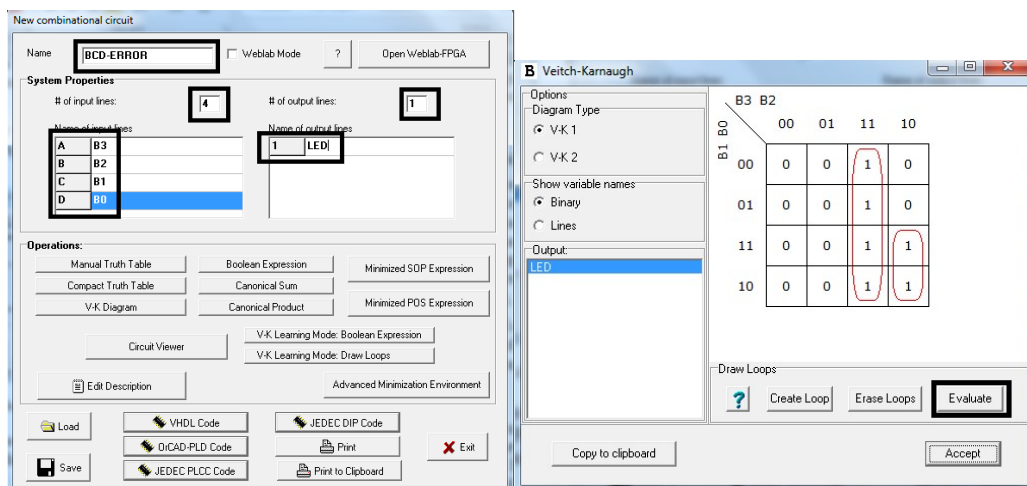 New combinational circuit
Name BCD-ERROR Weblab Mode ? Open Weblab-FPGA
System Properties
# of input lines: 4 # of output lines: 1
Name of input lines Name of output lines
A B3 1 LED
B B2
C B1
D B0
Operations:
Manual Truth Table Boolean Expression Minimized SOP Expression
Compact Truth Table Canonical Sum
V-K Diagram Canonical Product Minimized POS Expression
Circuit Viewer V-K Learning Mode: Boolean Expression
V-K Learning Mode: Draw Loops
Edit Description Advanced Minimization Environment
Load VHDL Code JEDEC DIP Code
OrCAD-PLD Code Print Exit
Save JEDEC PLCC Code Print to Clipboard
B Veitch-Karnaugh
Options
Diagram Type
V-K 1
V-K 2
Show variable names
Binary
Lines
Output:
LED
B3 B2
B1 B0
00 01 11 10
00 0 0 1 0
01 0 0 1 0
11 0 0 1 1
10 0 0 1 1
Draw Loops
? Create Loop Erase Loops Evaluate
Copy to clipboard Accept